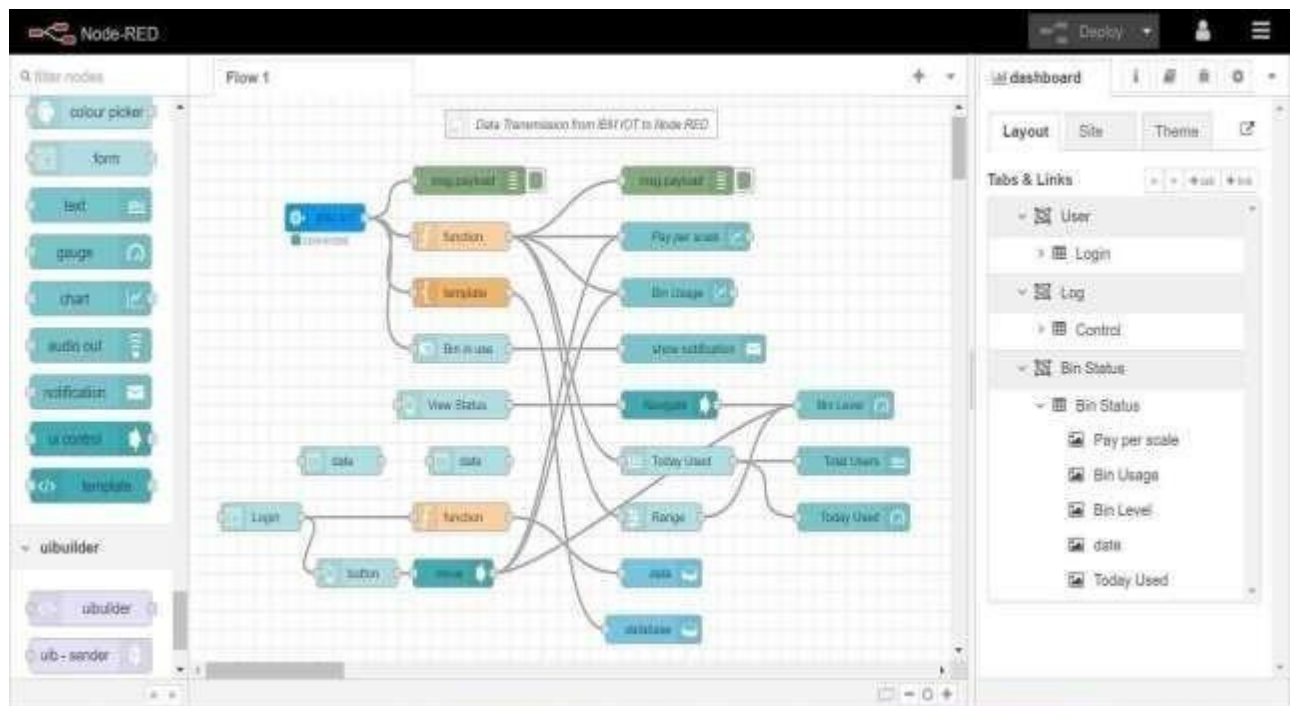 Node-RED
Deploy
filter nodes
Flow 1
dashboard
colour picker
form
text
gauge
chart
audio out
notification
ui control
template
uibuilder
uibuilder
uib - sender
Data Transmission from IBM IOT to Node RED
msg.payload
msg.payload
connected
function
Pay per scale
template
Bin Usage
Bin in use
show notification
View Status
Navigate
Bin Level
date
date
Today Used
Total Users
Login
function
Range
Today Used
button
data
database
Layout
Site
Theme
Tabs & Links
User
Login
Log
Control
Bin Status
Bin Status
Pay per scale
Bin Usage
Bin Level
date
Today Used